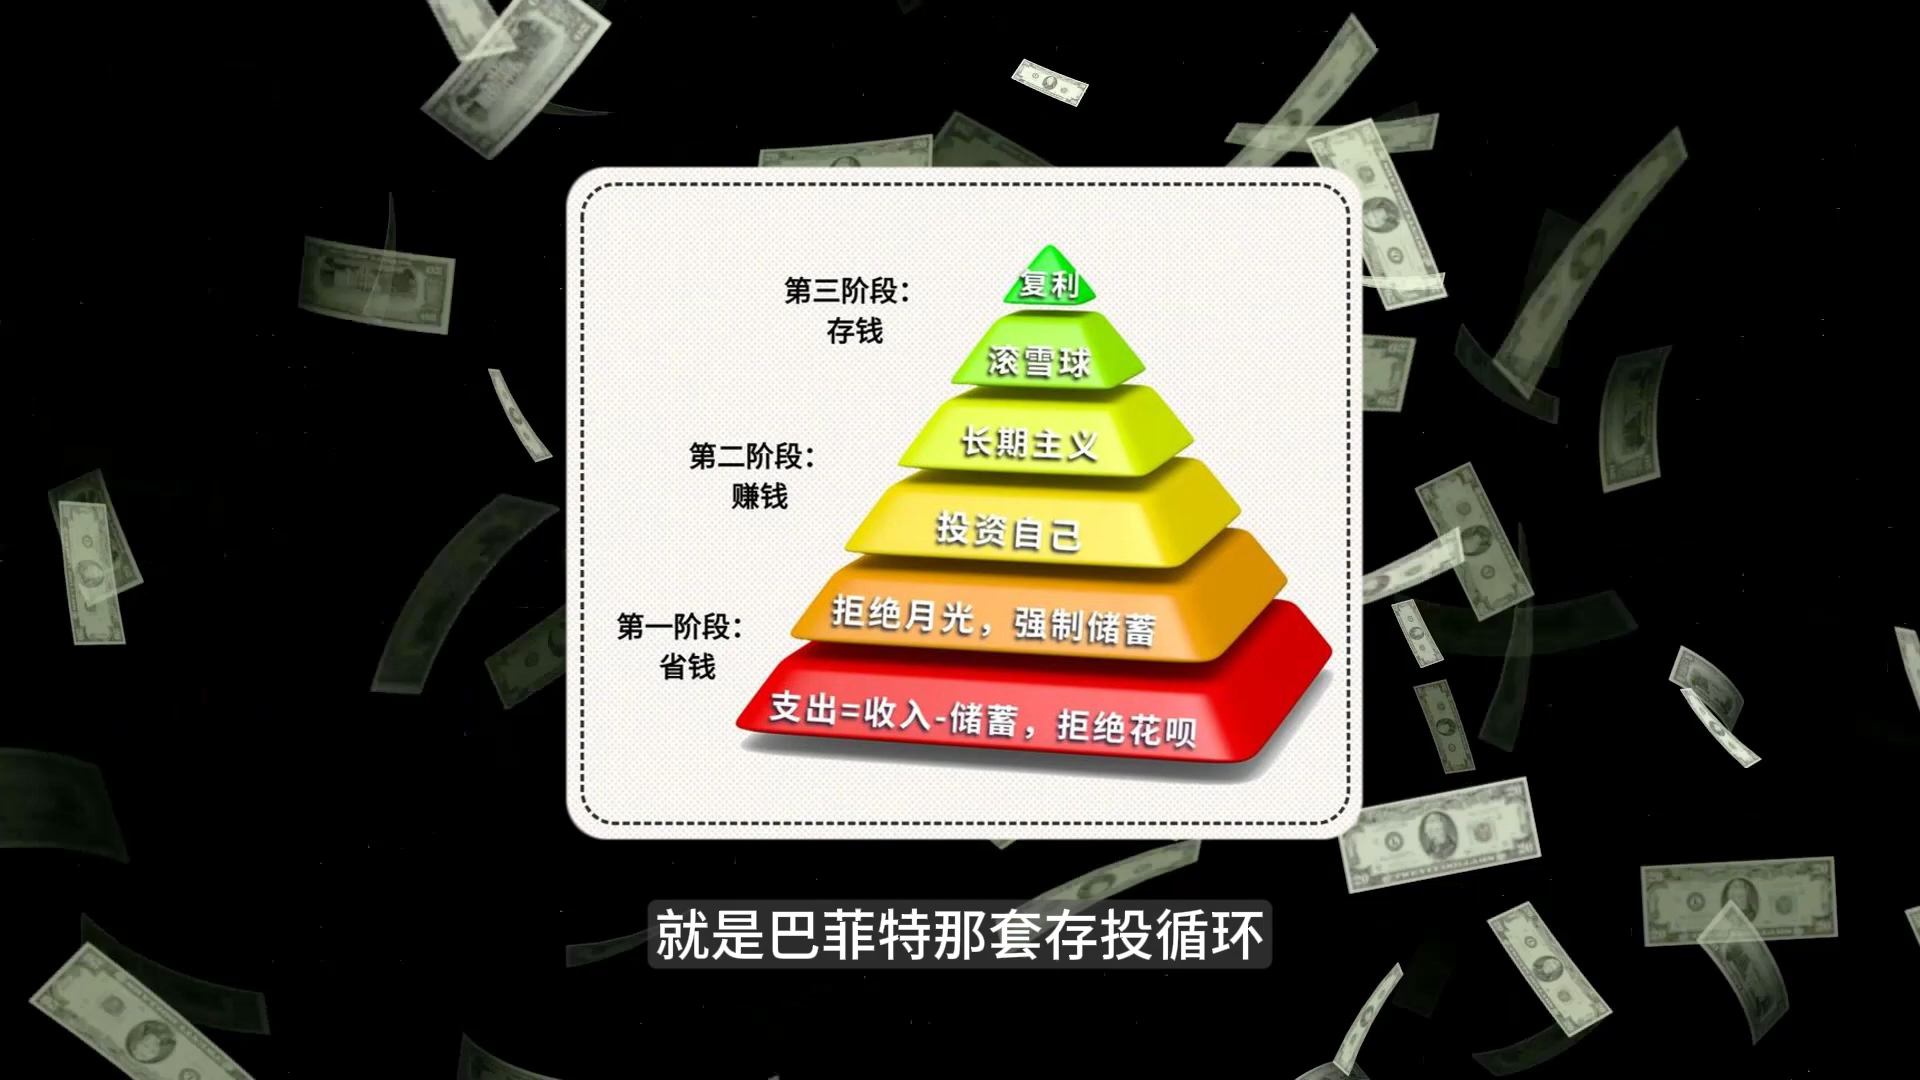 第三阶段：
存钱
复利
滚雪球
第二阶段：
赚钱
长期主义
投资自己
第一阶段：
省钱
拒绝月光，强制储蓄
支出=收入-储蓄，拒绝花呗
就是巴菲特那套存投循环